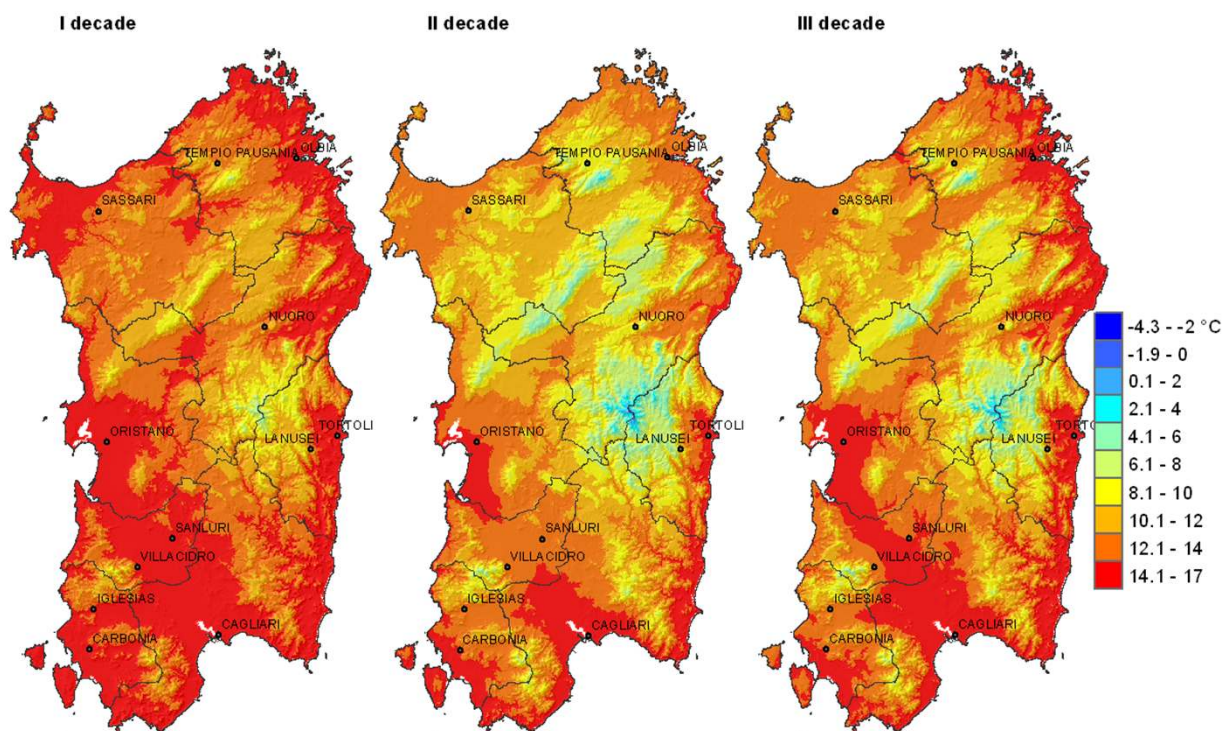 I decade
II decade
III decade
TEMPIO PAUSANIA
OLBIA
SASSARI
NUORO
ORISTANO
TORTOLI
LANUSEI
SANLURI
VILLACIDRO
IGLESIAS
CARBONIA
CAGLIARI
TEMPIO PAUSANIA
OLBIA
SASSARI
NUORO
ORISTANO
TORTOLI
LANUSEI
SANLURI
VILLACIDRO
IGLESIAS
CARBONIA
CAGLIARI
TEMPIO PAUSANIA
OLBIA
SASSARI
NUORO
ORISTANO
TORTOL
LANUSEI
SANLURI
VILLACIDRO
IGLESIAS
CARBONIA
CAGLIARI
-4.3 - -2 °C
-1.9 - 0
0.1 - 2
2.1 - 4
4.1 - 6
6.1 - 8
8.1 - 10
10.1 - 12
12.1 - 14
14.1 - 17